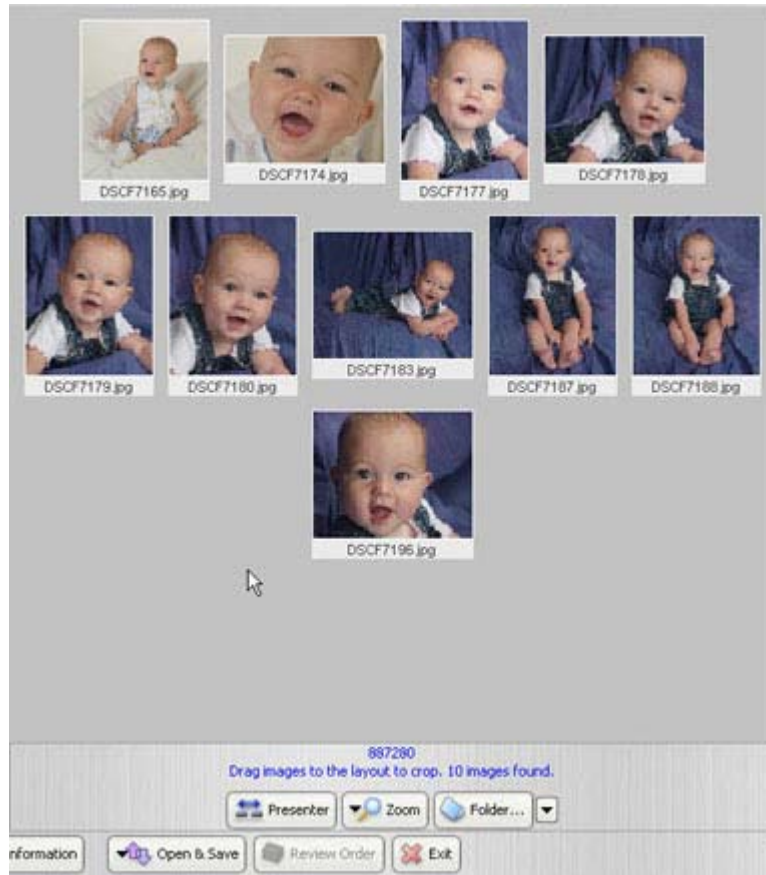 DSCF7165.jpg
DSCF7174.jpg
DSCF7177.jpg
DSCF7178.jpg
DSCF7179.jpg
DSCF7180.jpg
DSCF7183.jpg
DSCF7187.jpg
DSCF7188.jpg
DSCF7196.jpg
887280
Drag images to the layout to crop. 10 images found.
Presenter
Zoom
Folder...
nformation
Open & Save
Review Order
Exit